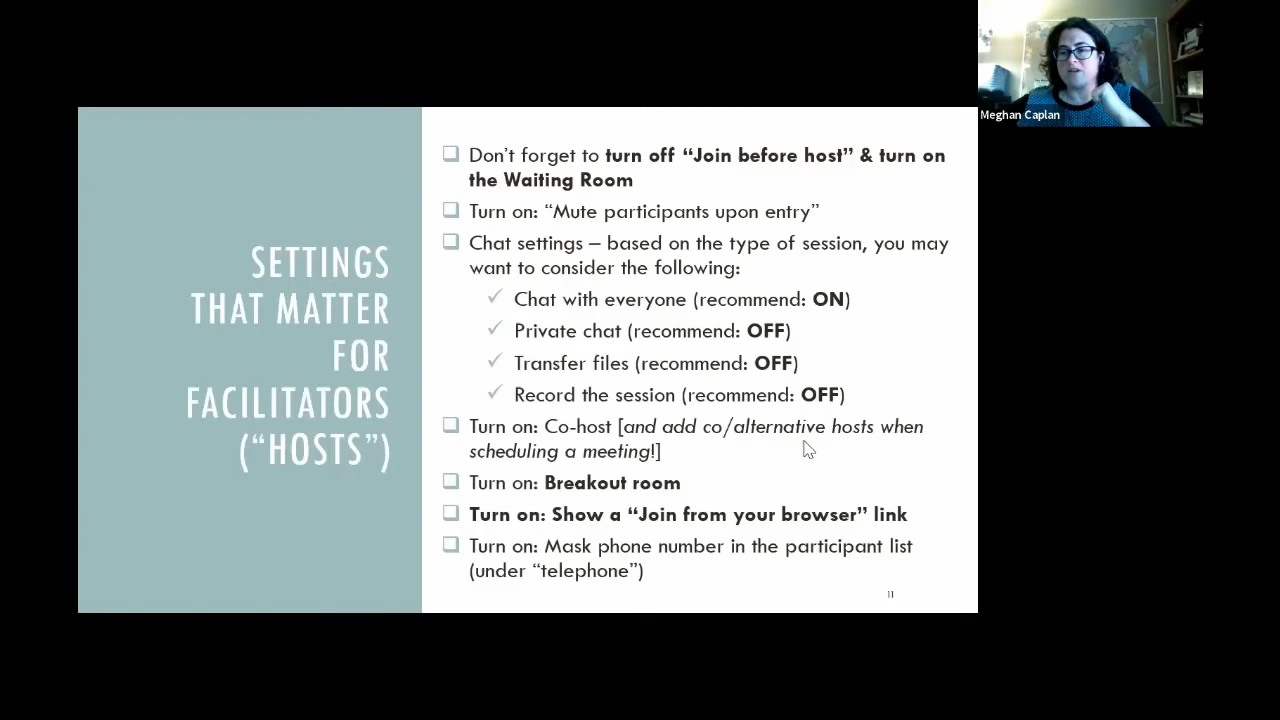 Meghan Caplan
SETTINGS
THAT MATTER
FOR
FACILITATORS
(“HOSTS”)
Don’t forget to turn off “Join before host” & turn on
the Waiting Room
Turn on: “Mute participants upon entry”
Chat settings – based on the type of session, you may
want to consider the following:
Chat with everyone (recommend: ON)
Private chat (recommend: OFF)
Transfer files (recommend: OFF)
Record the session (recommend: OFF)
Turn on: Co-host [and add co/alternative hosts when
scheduling a meeting!]
Turn on: Breakout room
Turn on: Show a “Join from your browser” link
Turn on: Mask phone number in the participant list
(under “telephone”)
11